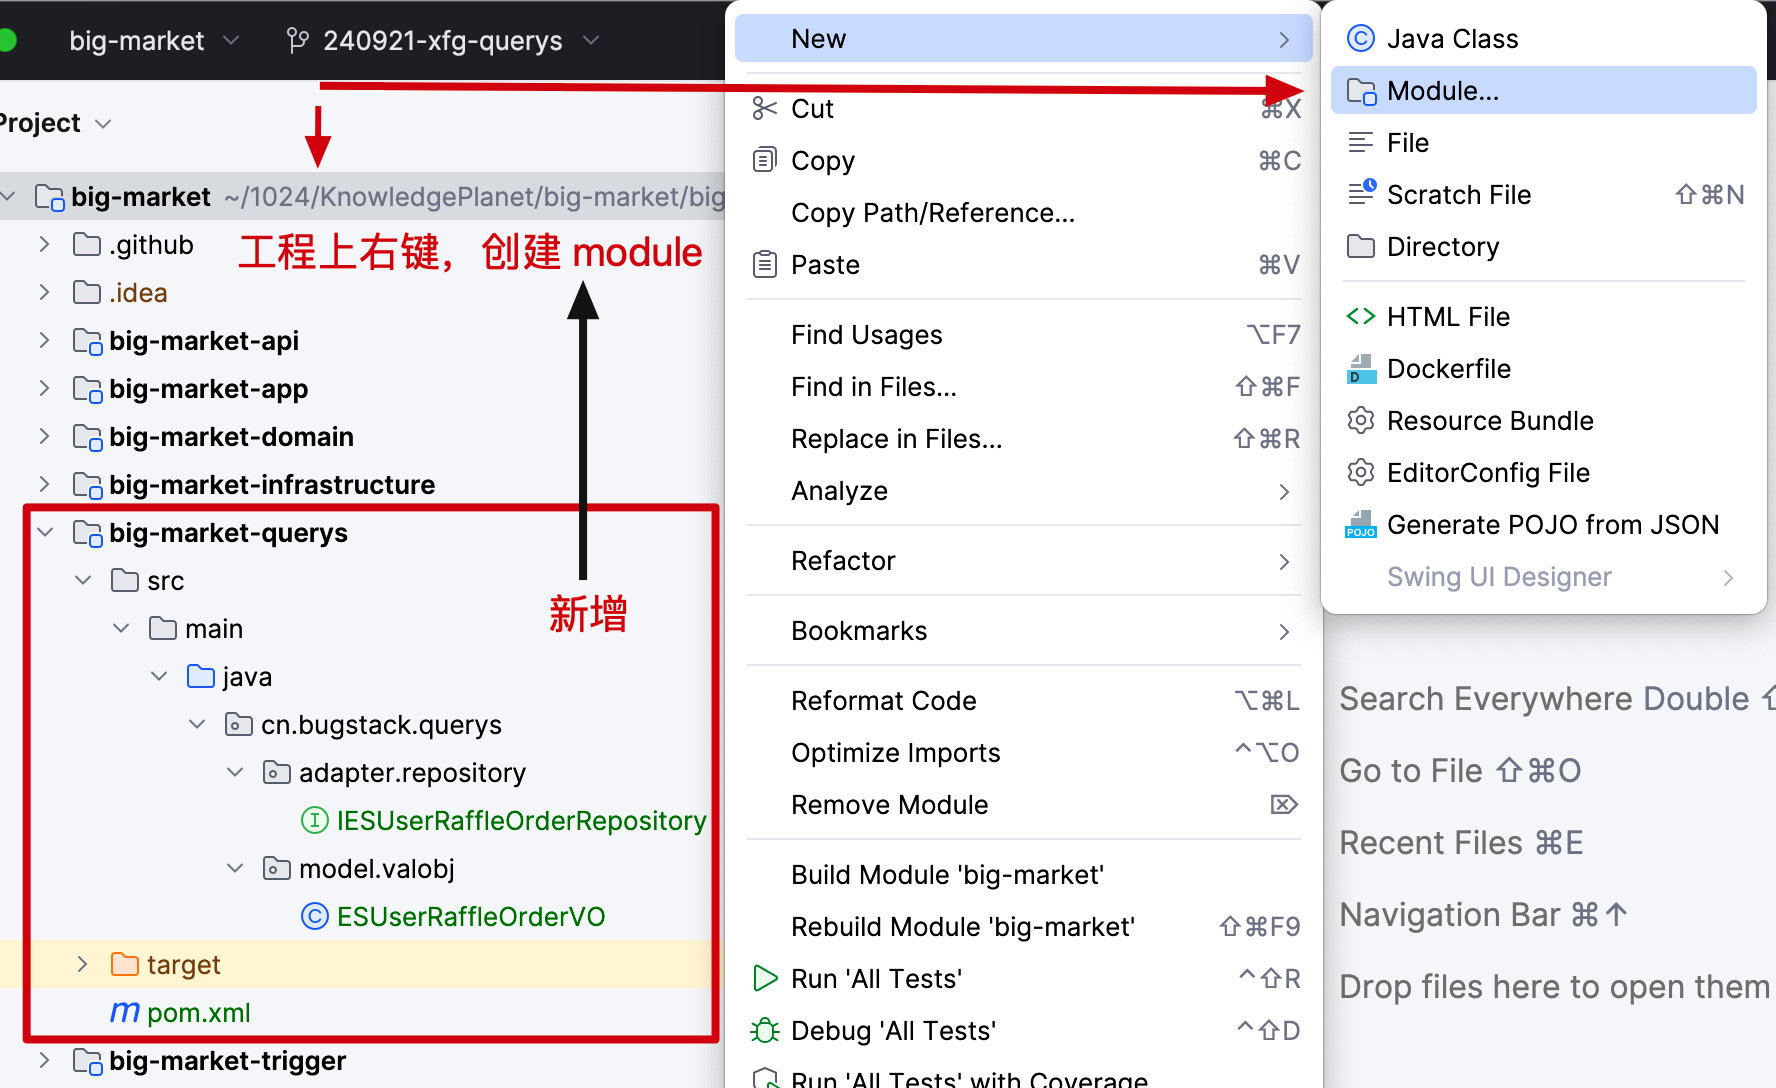 big-market
240921-xfg-querys
Project
big-market ~/1024/KnowledgePlanet/big-market/big
.github
工程上右键，创建 module
.idea
big-market-api
big-market-app
big-market-domain
big-market-infrastructure
big-market-querys
src
新增
main
java
cn.bugstack.querys
adapter.repository
IESUserRaffleOrderRepository
model.valobj
ESUserRaffleOrderVO
target
pom.xml
big-market-trigger
New
Cut ⌘X
Copy ⌘C
Copy Path/Reference...
Paste ⌘V
Find Usages ⌥F7
Find in Files... ⇧⌘F
Replace in Files... ⇧⌘R
Analyze
Refactor
Bookmarks
Reformat Code ⌥⌘L
Optimize Imports ^⌥O
Remove Module ⌦
Build Module 'big-market'
Rebuild Module 'big-market' ⇧⌘F9
Run 'All Tests' ^⇧R
Debug 'All Tests' ^⇧D
Run 'All Tests' with Coverage
Java Class
Module...
File
Scratch File ⇧⌘N
Directory
HTML File
Dockerfile
Resource Bundle
EditorConfig File
Generate POJO from JSON
Swing UI Designer
Search Everywhere Double ⇧
Go to File ⇧⌘O
Recent Files ⌘E
Navigation Bar ⌘↑
Drop files here to open them